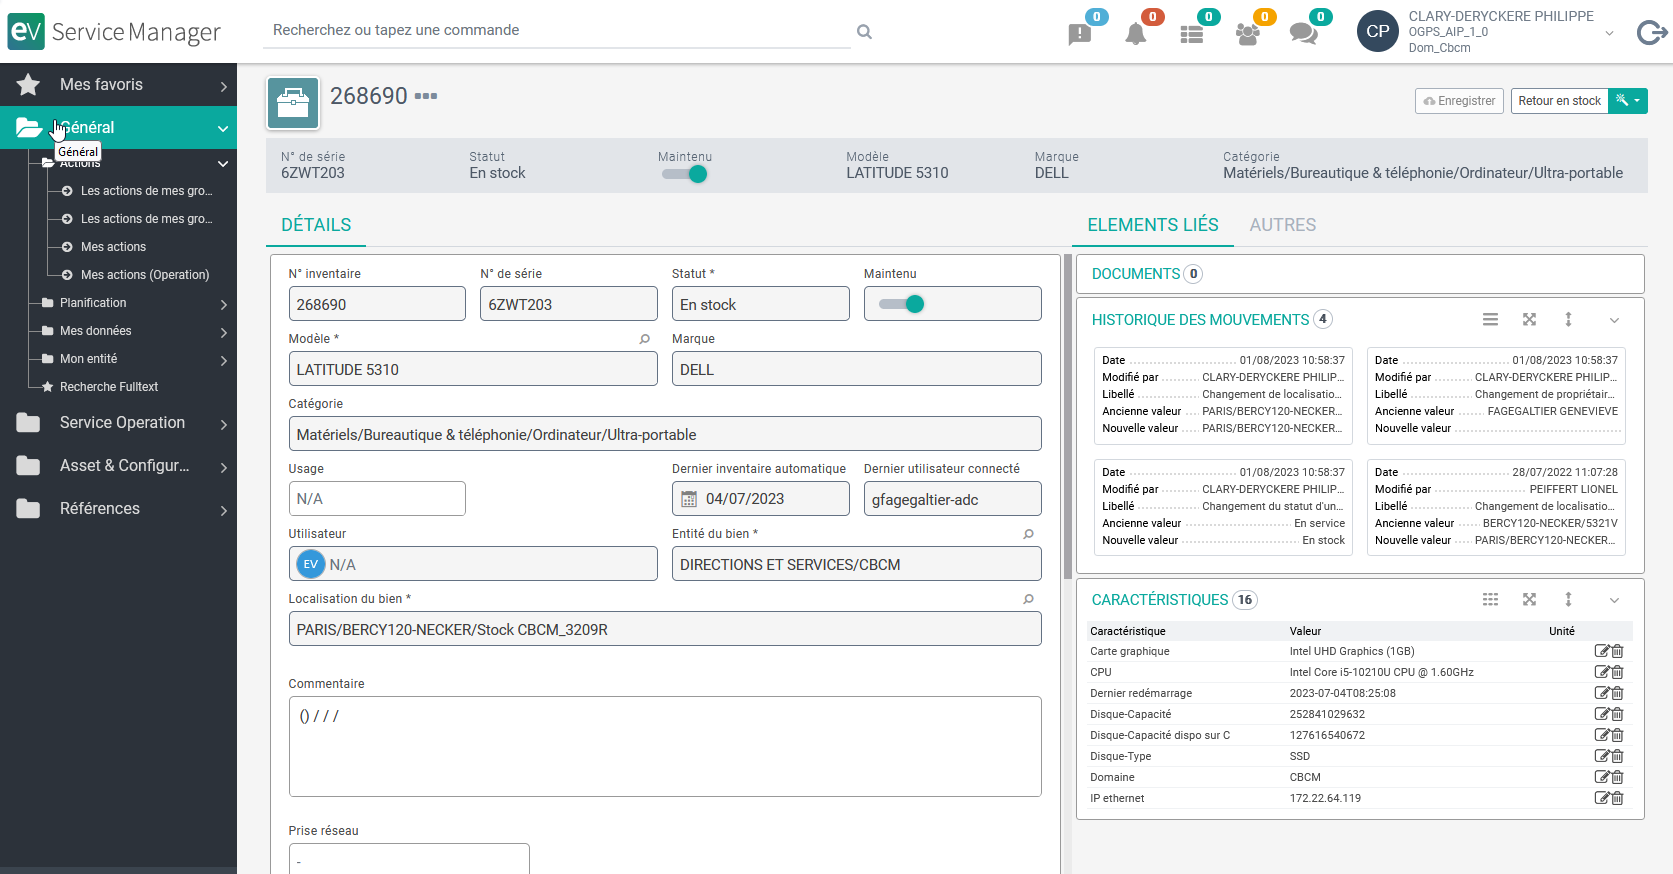 eV Service Manager
Recherchez ou tapez une commande
0
0
0
0
0
CP
CLARY-DERYCKERE PHILIPPE
OGPS_AIP_1_0
Dom_Cbcm
Mes favoris
Général
Général
Actions
Les actions de mes gro...
Les actions de mes gro...
Mes actions
Mes actions (Operation)
Planification
Mes données
Mon entité
Recherche Fulltext
Service Operation
Asset & Configur...
Références
268690
Enregistrer
Retour en stock
N° de série
6ZWT203
Statut
En stock
Maintenu
Modèle
LATITUDE 5310
Marque
DELL
Catégorie
Matériels/Bureautique & téléphonie/Ordinateur/Ultra-portable
DÉTAILS
N° inventaire
268690
N° de série
6ZWT203
Statut *
En stock
Maintenu
Modèle *
LATITUDE 5310
Marque
DELL
Catégorie
Matériels/Bureautique & téléphonie/Ordinateur/Ultra-portable
Usage
N/A
Dernier inventaire automatique
04/07/2023
Dernier utilisateur connecté
gfagegaltier-adc
Utilisateur
EV N/A
Entité du bien *
DIRECTIONS ET SERVICES/CBCM
Localisation du bien *
PARIS/BERCY120-NECKER/Stock CBCM_3209R
Commentaire
() / / /
Prise réseau
-
ELEMENTS LIÉS
AUTRES
DOCUMENTS 0
HISTORIQUE DES MOUVEMENTS 4
Date 01/08/2023 10:58:37
Modifié par CLARY-DERYCKERE PHILIP...
Libellé Changement de localisatio...
Ancienne valeur PARIS/BERCY120-NECKER...
Nouvelle valeur PARIS/BERCY120-NECKER...
Date 01/08/2023 10:58:37
Modifié par CLARY-DERYCKERE PHILIP...
Libellé Changement de propriétair...
Ancienne valeur FAGEGALTIER GENEVIEVE
Nouvelle valeur
Date 01/08/2023 10:58:37
Modifié par CLARY-DERYCKERE PHILIP...
Libellé Changement du statut d'un...
Ancienne valeur En service
Nouvelle valeur En stock
Date 28/07/2022 11:07:28
Modifié par PEIFFERT LIONEL
Libellé Changement de localisatio...
Ancienne valeur BERCY120-NECKER/5321V
Nouvelle valeur PARIS/BERCY120-NECKER...
CARACTÉRISTIQUES 16
Caractéristique Valeur Unité
Carte graphique Intel UHD Graphics (1GB)
CPU Intel Core i5-10210U CPU @ 1.60GHz
Dernier redémarrage 2023-07-04T08:25:08
Disque-Capacité 252841029632
Disque-Capacité dispo sur C 127616540672
Disque-Type SSD
Domaine CBCM
IP ethernet 172.22.64.119